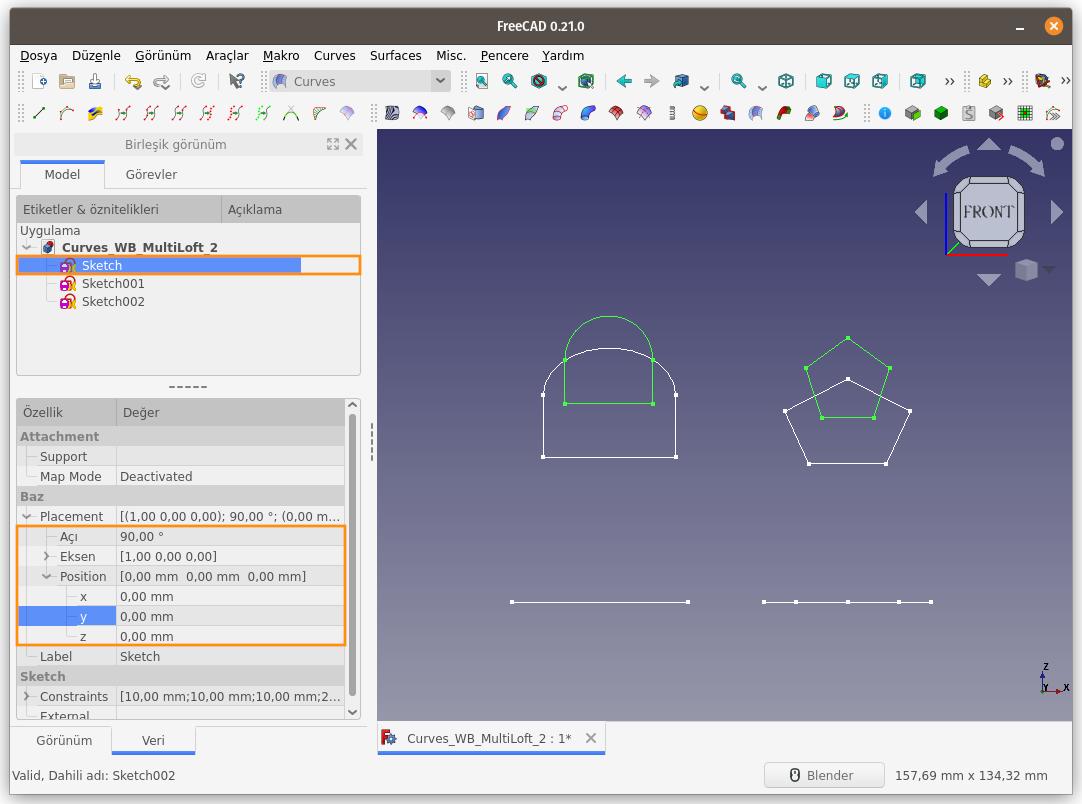 FreeCAD 0.21.0
Dosya Düzenle Görünüm Araçlar Makro Curves Surfaces Misc. Pencere Yardım
Curves
Birleşik görünüm
Model Görevler
Etiketler & öznitelikleri Açıklama
Uygulama
Curves_WB_MultiLoft_2
Sketch
Sketch001
Sketch002
Özellik Değer
Attachment
Support
Map Mode Deactivated
Baz
Placement [(1,00 0,00 0,00); 90,00 °; (0,00 m...
Açı 90,00 °
Eksen [1,00 0,00 0,00]
Position [0,00 mm 0,00 mm 0,00 mm]
x 0,00 mm
y 0,00 mm
z 0,00 mm
Label Sketch
Sketch
Constraints [10,00 mm;10,00 mm;10,00 mm;2...
External
Görünüm Veri
FRONT
Z
Y X
Curves_WB_MultiLoft_2 : 1*
Valid, Dahili adı: Sketch002
Blender 157,69 mm x 134,32 mm